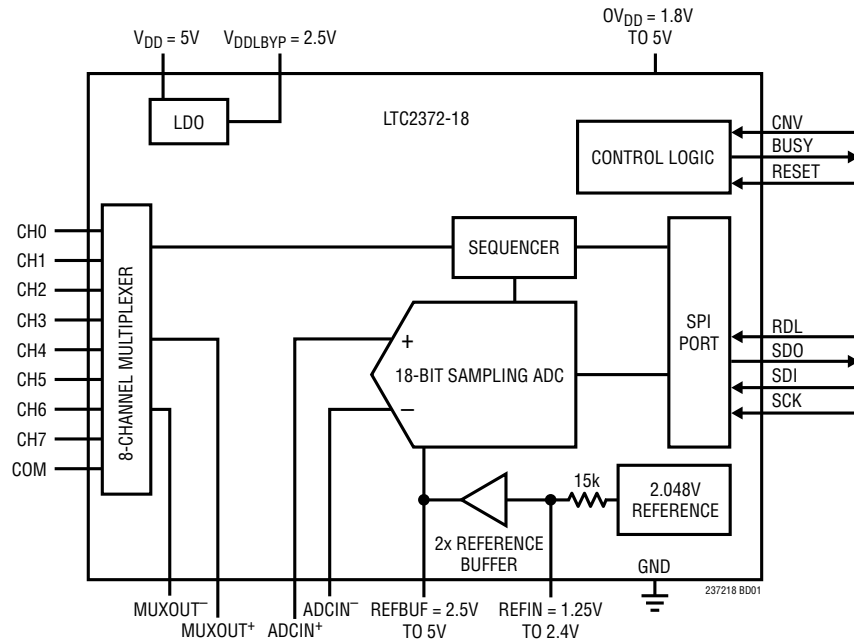 VDD = 5V
VDDLBYP = 2.5V
OVDD = 1.8V
TO 5V
LDO
LTC2372-18
CONTROL LOGIC
CNV
BUSY
RESET
CH0
CH1
CH2
CH3
CH4
CH5
CH6
CH7
COM
8-CHANNEL MULTIPLEXER
SEQUENCER
+
18-BIT SAMPLING ADC
–
SPI
PORT
RDL
SDO
SDI
SCK
15k
2.048V
REFERENCE
2x REFERENCE
BUFFER
GND
237218 BD01
MUXOUT–
MUXOUT+
ADCIN+
ADCIN–
REFBUF = 2.5V
TO 5V
REFIN = 1.25V
TO 2.4V